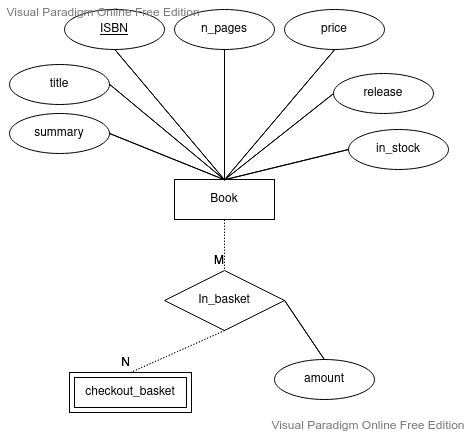 Visual Paradigm Online Free Edition
ISBN
n_pages
price
title
release
summary
in_stock
Book
M
In_basket
N
amount
checkout_basket
Visual Paradigm Online Free Edition